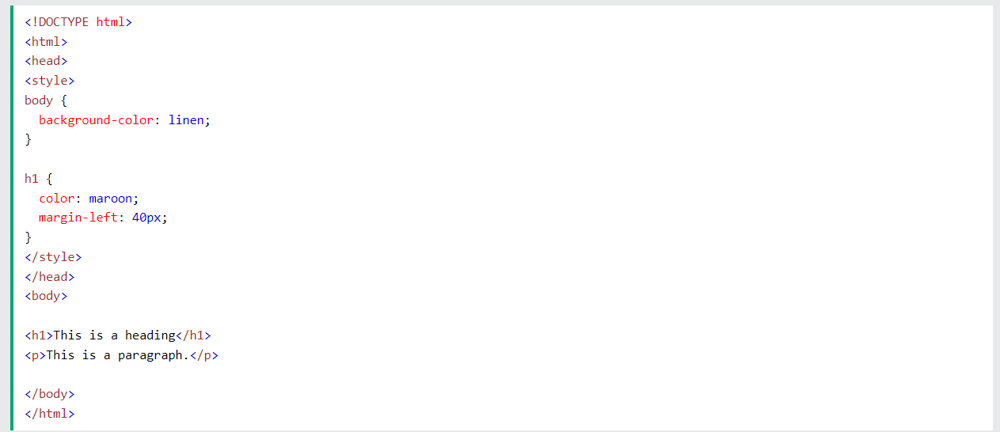 <!DOCTYPE html>
<html>
<head>
<style>
body {
  background-color: linen;
}

h1 {
  color: maroon;
  margin-left: 40px;
}
</style>
</head>
<body>

<h1>This is a heading</h1>
<p>This is a paragraph.</p>

</body>
</html>